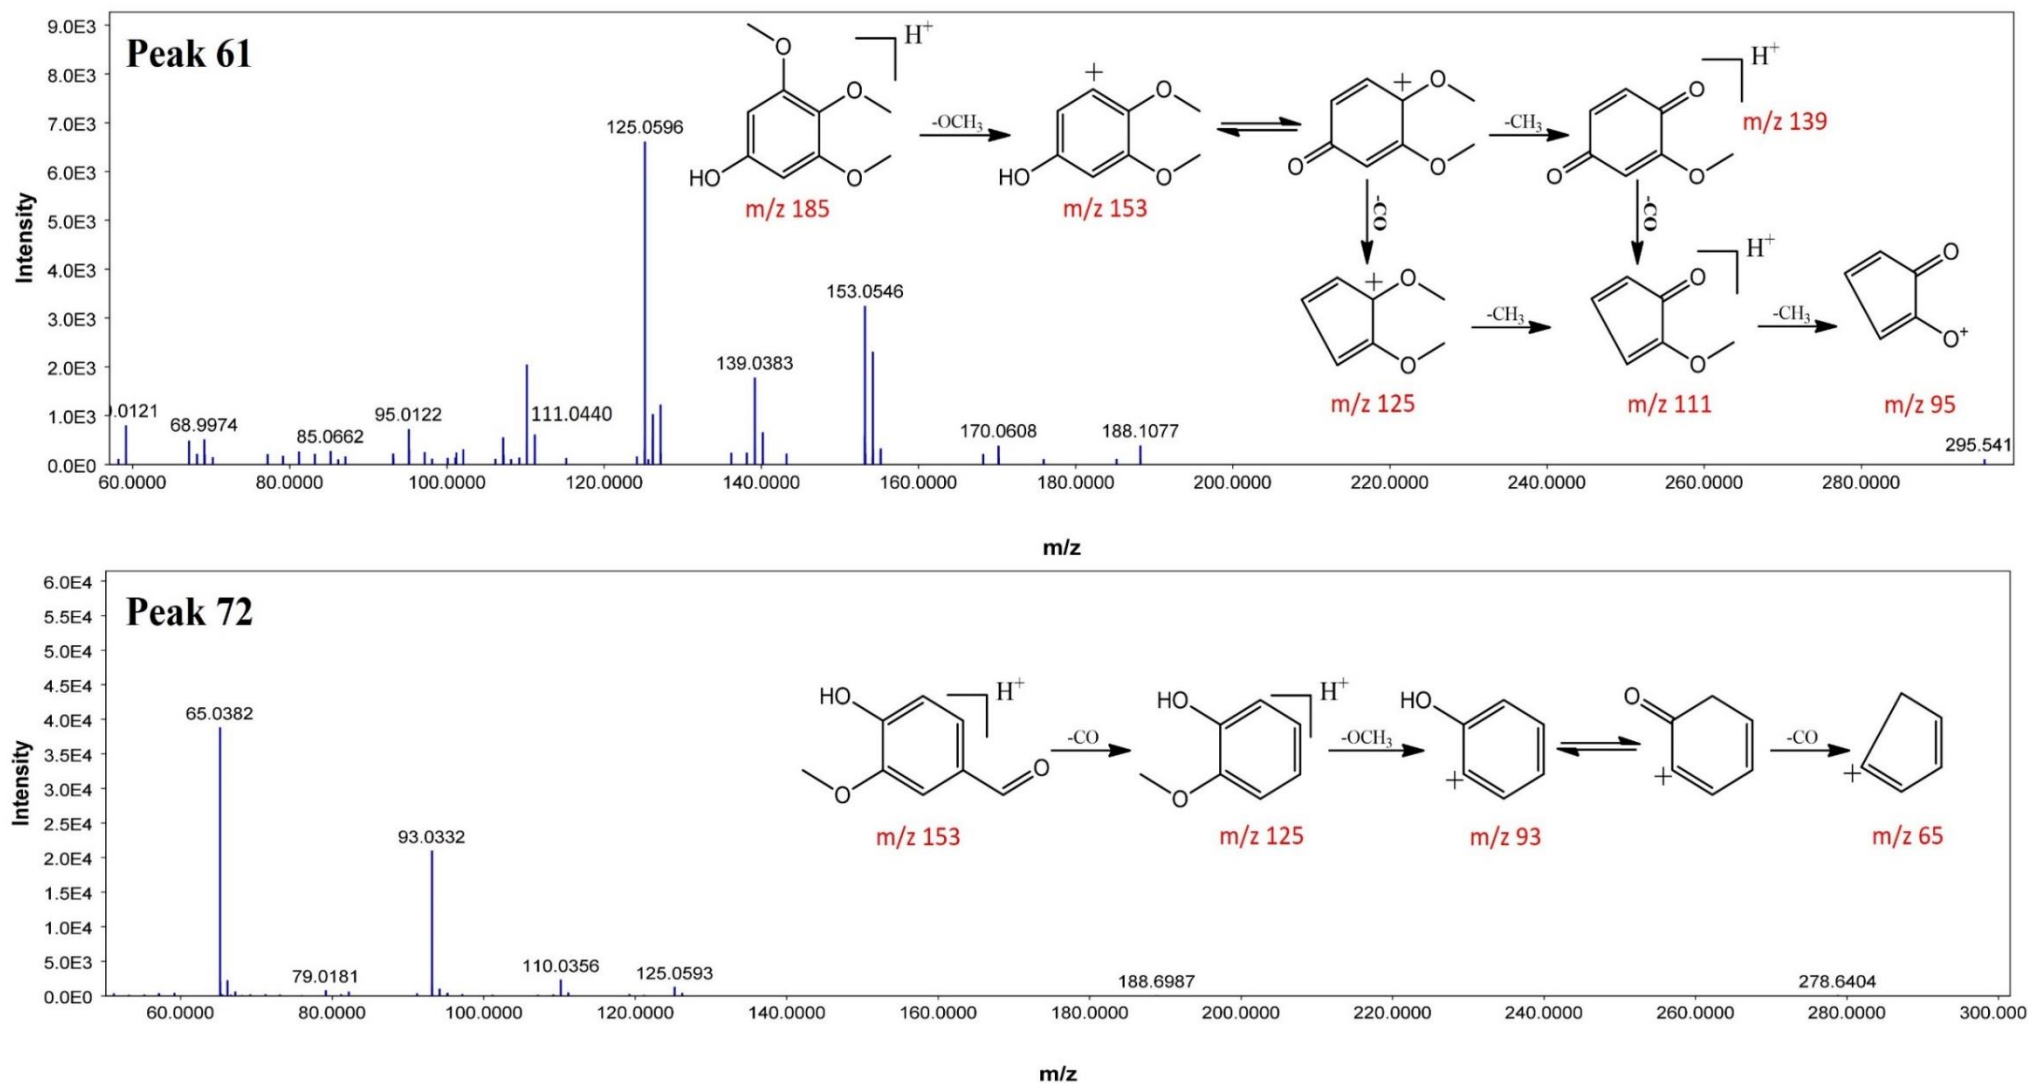 Peak 61
Intensity
9.0E3
8.0E3
7.0E3
6.0E3
5.0E3
4.0E3
3.0E3
2.0E3
1.0E3
0.0E0
.0121
68.9974
85.0662
95.0122
111.0440
125.0596
139.0383
153.0546
170.0608
188.1077
295.541
O
O
O
HO
H+
m/z 185
-OCH3
+
O
O
HO
m/z 153
+
O
O
O
-CH3
O
O
O
H+
m/z 139
-CO
-CO
+
O
O
m/z 125
-CH3
O
O
H+
m/z 111
-CH3
O
O+
m/z 95
60.0000 80.0000 100.0000 120.0000 140.0000 160.0000 180.0000 200.0000 220.0000 240.0000 260.0000 280.0000
m/z
Peak 72
Intensity
6.0E4
5.5E4
5.0E4
4.5E4
4.0E4
3.5E4
3.0E4
2.5E4
2.0E4
1.5E4
1.0E4
5.0E3
0.0E0
65.0382
79.0181
93.0332
110.0356
125.0593
188.6987
278.6404
HO
O
O
H+
m/z 153
-CO
HO
O
H+
m/z 125
-OCH3
HO
+
m/z 93
O
+
-CO
+
m/z 65
60.0000 80.0000 100.0000 120.0000 140.0000 160.0000 180.0000 200.0000 220.0000 240.0000 260.0000 280.0000 300.000
m/z